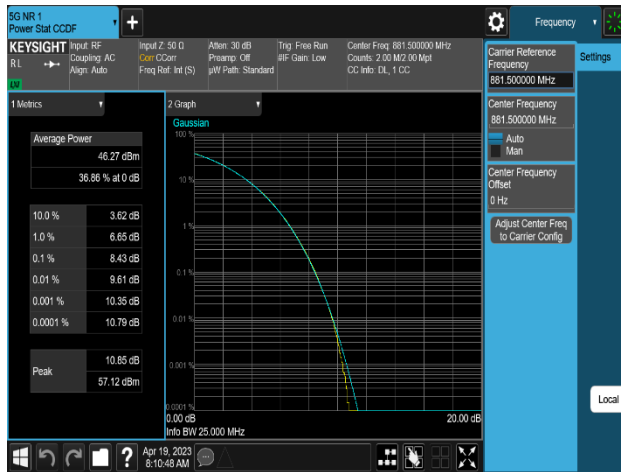 5G NR 1
Power Stat CCDF
Frequency
KEYSIGHT
RL
Input: RF
Coupling: AC
Align: Auto
Input Z: 50 Ω
Corr CCorr
Freq Ref: Int (S)
Atten: 30 dB
Preamp: Off
µW Path: Standard
Trig: Free Run
#IF Gain: Low
Center Freq: 881.500000 MHz
Counts: 2.00 M/2.00 Mpt
CC Info: DL, 1 CC
1 Metrics
Average Power
46.27 dBm
36.86 % at 0 dB
10.0 % 3.62 dB
1.0 % 6.65 dB
0.1 % 8.43 dB
0.01 % 9.61 dB
0.001 % 10.35 dB
0.0001 % 10.79 dB
Peak
10.85 dB
57.12 dBm
2 Graph
Gaussian
100 %
10 %
1 %
0.1 %
0.01 %
0.001 %
0.0001 %
0.00 dB 20.00 dB
Info BW 25.000 MHz
Carrier Reference
Frequency
881.500000 MHz
Center Frequency
881.500000 MHz
Auto
Man
Center Frequency
Offset
0 Hz
Adjust Center Freq
to Carrier Config
Settings
Local
?
Apr 19, 2023
8:10:48 AM